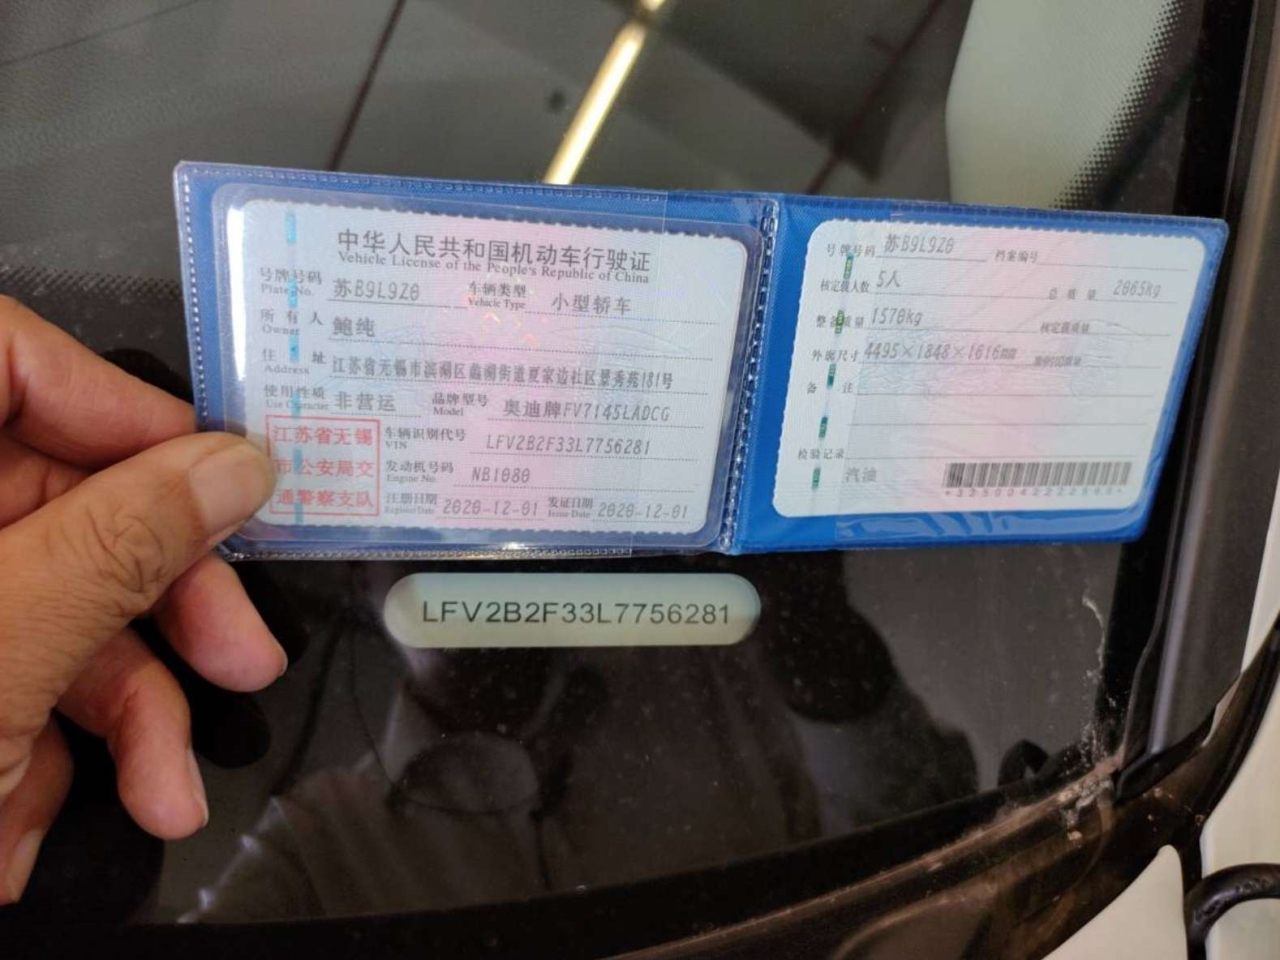 中华人民共和国机动车行驶证
Vehicle License of the People's Republic of China
号牌号码 苏B9L9Z0 车辆类型 小型轿车
Plate No. Vehicle Type
所有人 鲍纯
Owner
住址 江苏省无锡市滨湖区蠡湖街道夏家边社区景秀苑181号
Address
使用性质 非营运 品牌型号 奥迪牌FV7145LADCG
Use Character Model
江苏省无锡
市公安局交
通警察支队
车辆识别代号 LFV2B2F33L7756281
VIN
发动机号码 NB1080
Engine No.
注册日期 2020-12-01 发证日期 2020-12-01
Register Date Issue Date
号牌号码 苏B9L9Z0 档案编号
核定载人数 5人 总质量 2065kg
整备质量 1570kg 核定载质量
外廓尺寸 4495×1848×1616mm
备注
检验记录
汽油
LFV2B2F33L7756281